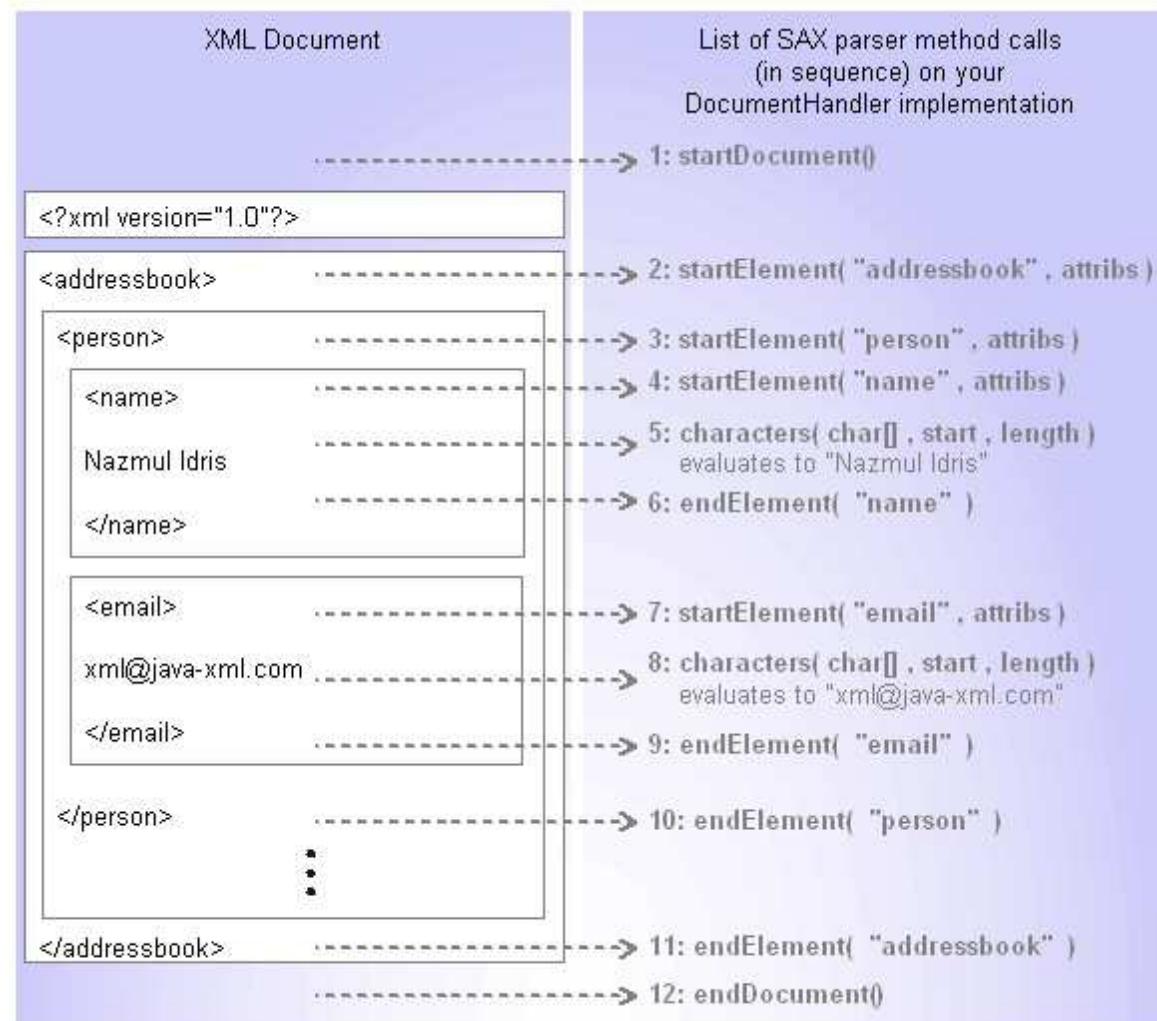 XML Document
List of SAX parser method calls
(in sequence) on your
DocumentHandler implementation
1: startDocument()
<?xml version="1.0"?>
<addressbook>
2: startElement( "addressbook" , attribs )
<person>
3: startElement( "person" , attribs )
<name>
4: startElement( "name" , attribs )
Nazmul Idris
5: characters( char[] , start , length )
evaluates to "Nazmul Idris"
</name>
6: endElement( "name" )
<email>
7: startElement( "email" , attribs )
xml@java-xml.com
8: characters( char[] , start , length )
evaluates to "xml@java-xml.com"
</email>
9: endElement( "email" )
</person>
10: endElement( "person" )
</addressbook>
11: endElement( "addressbook" )
12: endDocument()